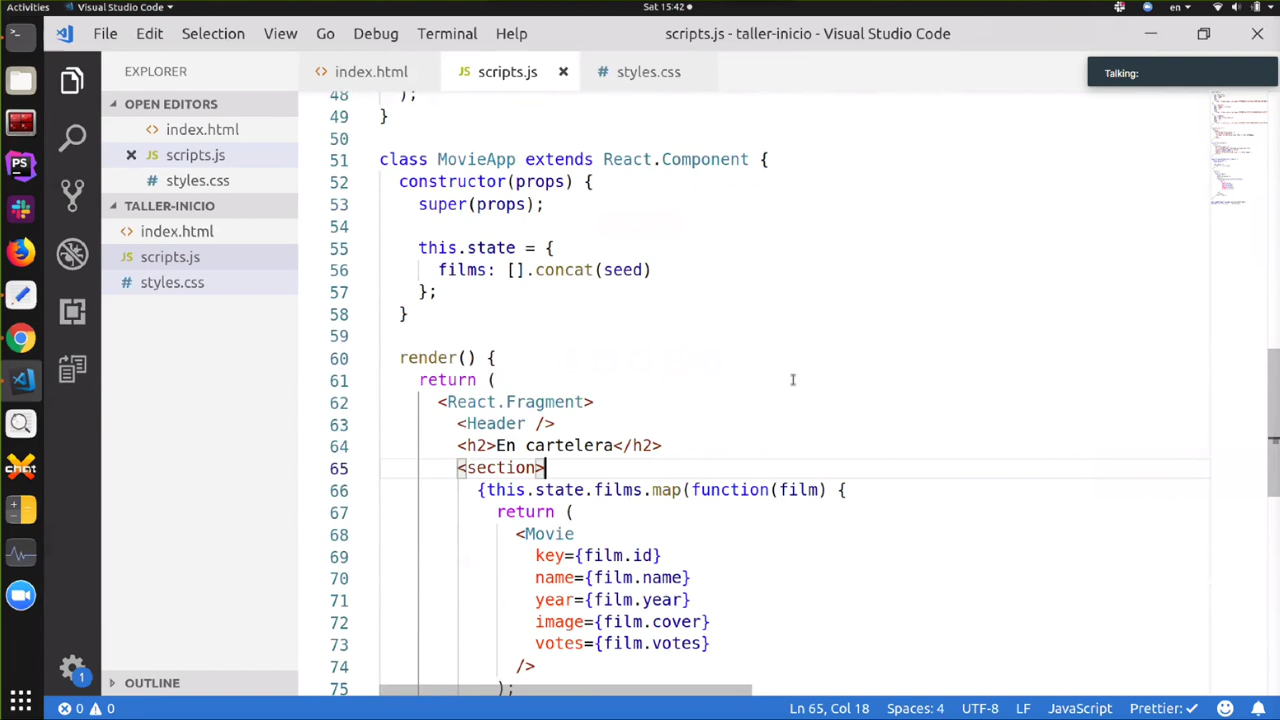 Activities Visual Studio Code Sat 15:42 en
File Edit Selection View Go Debug Terminal Help scripts.js - taller-inicio - Visual Studio Code
EXPLORER index.html JS scripts.js styles.css Talking:
OPEN EDITORS
index.html
JS scripts.js
styles.css
TALLER-INICIO
index.html
JS scripts.js
styles.css
48 );
49 }
50
51 class MovieApp extends React.Component {
52 constructor(props) {
53 super(props);
54
55 this.state = {
56 films: [].concat(seed)
57 };
58 }
59
60 render() {
61 return (
62 <React.Fragment>
63 <Header />
64 <h2>En cartelera</h2>
65 <section>
66 {this.state.films.map(function(film) {
67 return (
68 <Movie
69 key={film.id}
70 name={film.name}
71 year={film.year}
72 image={film.cover}
73 votes={film.votes}
74 />
75 );
PS
chat
1
OUTLINE
0 0 Ln 65, Col 18 Spaces: 4 UTF-8 LF JavaScript Prettier: ✓